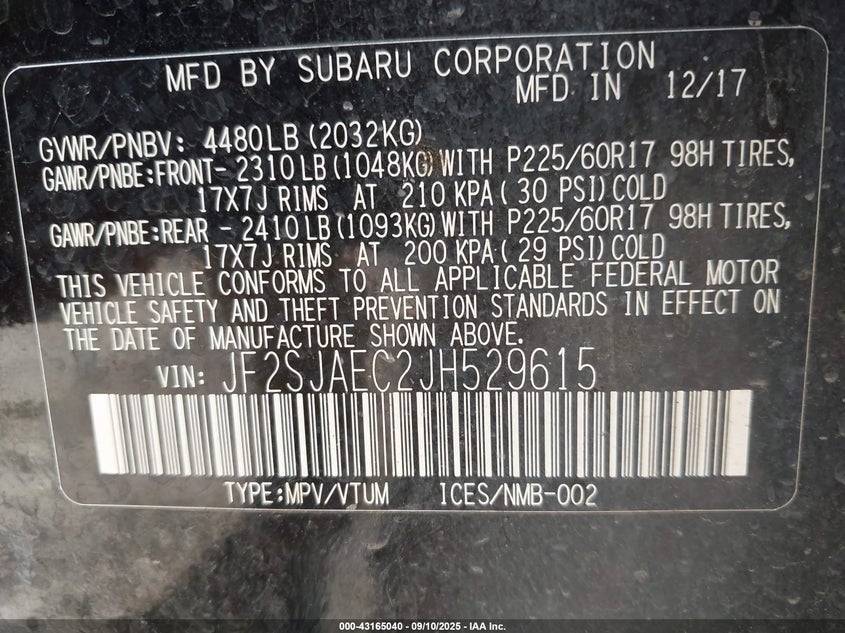 MFD BY SUBARU CORPORATION
MFD IN 12/17
GVWR/PNBV: 4480LB(2032KG)
GAWR/PNBE:FRONT-2310LB(1048KG)WITH P225/60R17 98H TIRES,
17X7J RIMS AT 210 KPA(30 PSI)COLD
GAWR/PNBE:REAR -2410LB(1093KG)WITH P225/60R17 98H TIRES,
17X7J RIMS AT 200 KPA(29 PSI)COLD
THIS VEHICLE CONFORMS TO ALL APPLICABLE FEDERAL MOTOR
VEHICLE SAFETY AND THEFT PREVENTION STANDARDS IN EFFECT ON
THE DATE OF MANUFACTURE SHOWN ABOVE.
VIN: JF2SJAEC2JH529615
TYPE:MPV/VTUM ICES/NMB-002
000-43165040 - 09/10/2025 - IAA Inc.